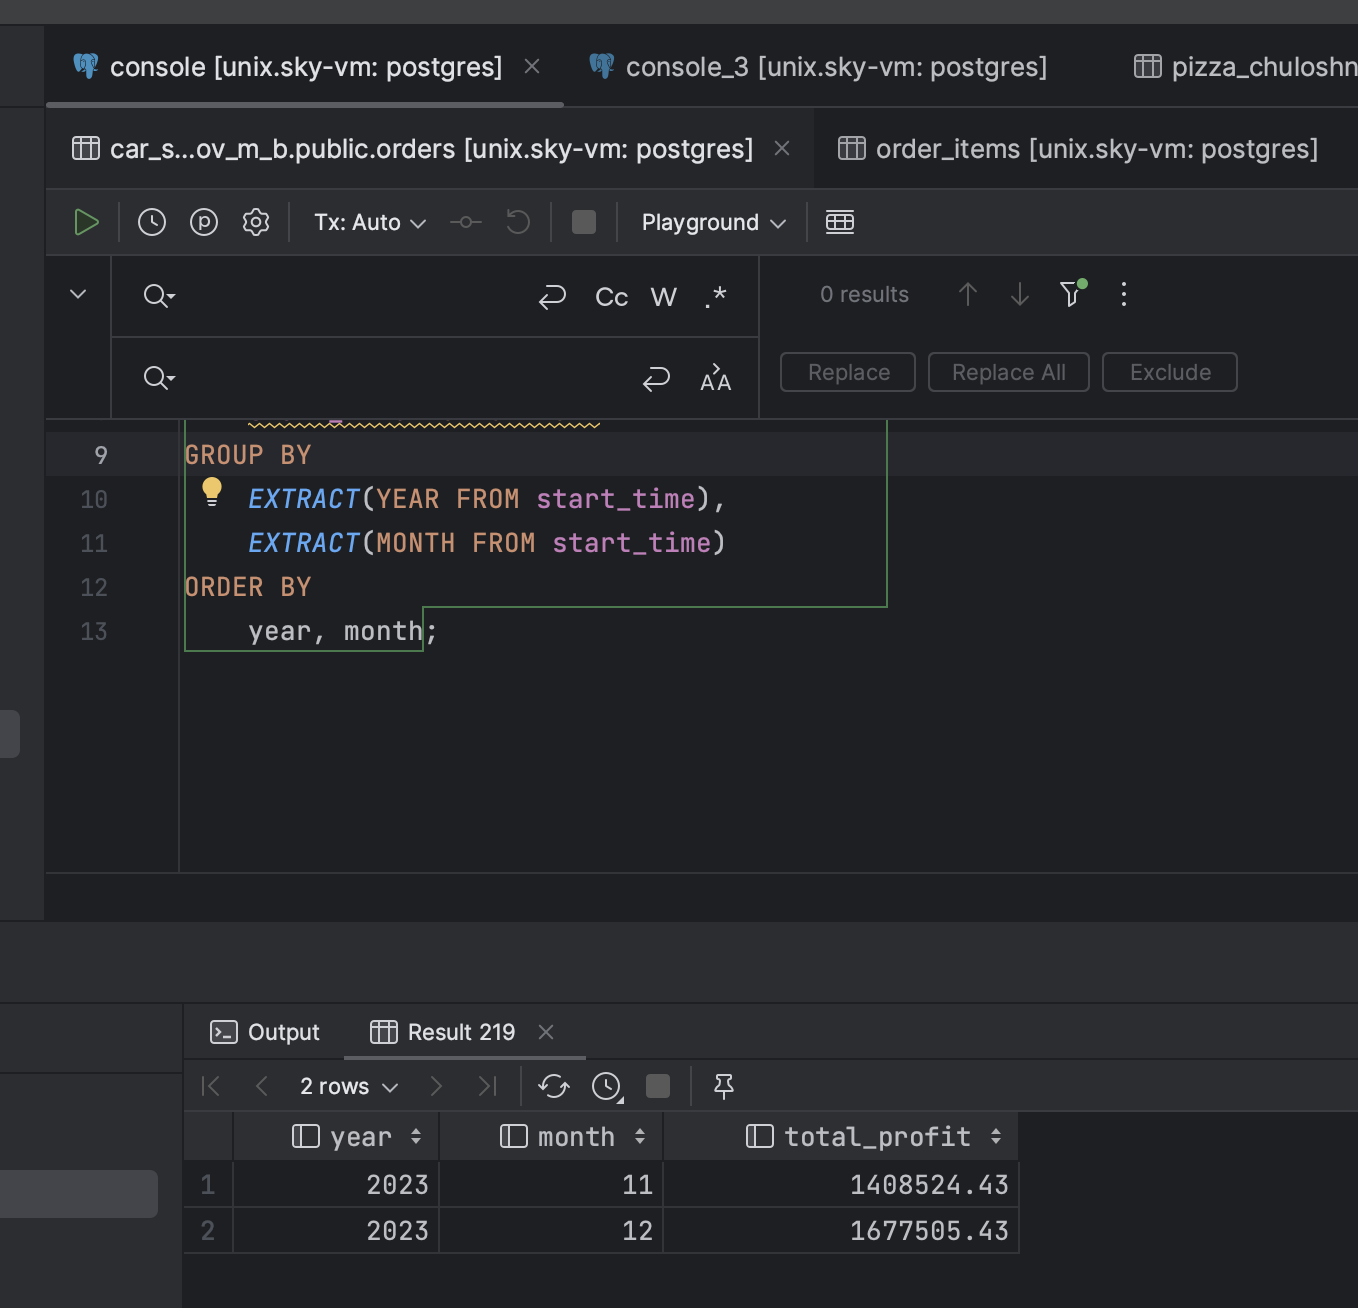 console [unix.sky-vm: postgres]
console_3 [unix.sky-vm: postgres]
pizza_chuloshn
car_s...ov_m_b.public.orders [unix.sky-vm: postgres]
order_items [unix.sky-vm: postgres]
Tx: Auto
Playground
Cc W .*
0 results
Replace
Replace All
Exclude
9 GROUP BY
10 EXTRACT(YEAR FROM start_time),
11 EXTRACT(MONTH FROM start_time)
12 ORDER BY
13 year, month;
Output
Result 219
2 rows
year month total_profit
1 2023 11 1408524.43
2 2023 12 1677505.43